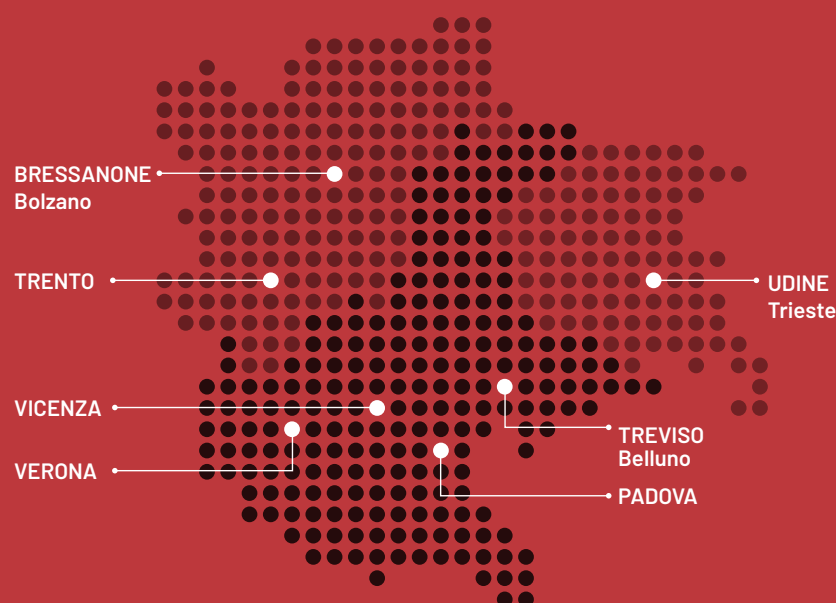 BRESSANONE
Bolzano
TRENTO
UDINE
Trieste
VICENZA
TREVISO
Belluno
VERONA
PADOVA